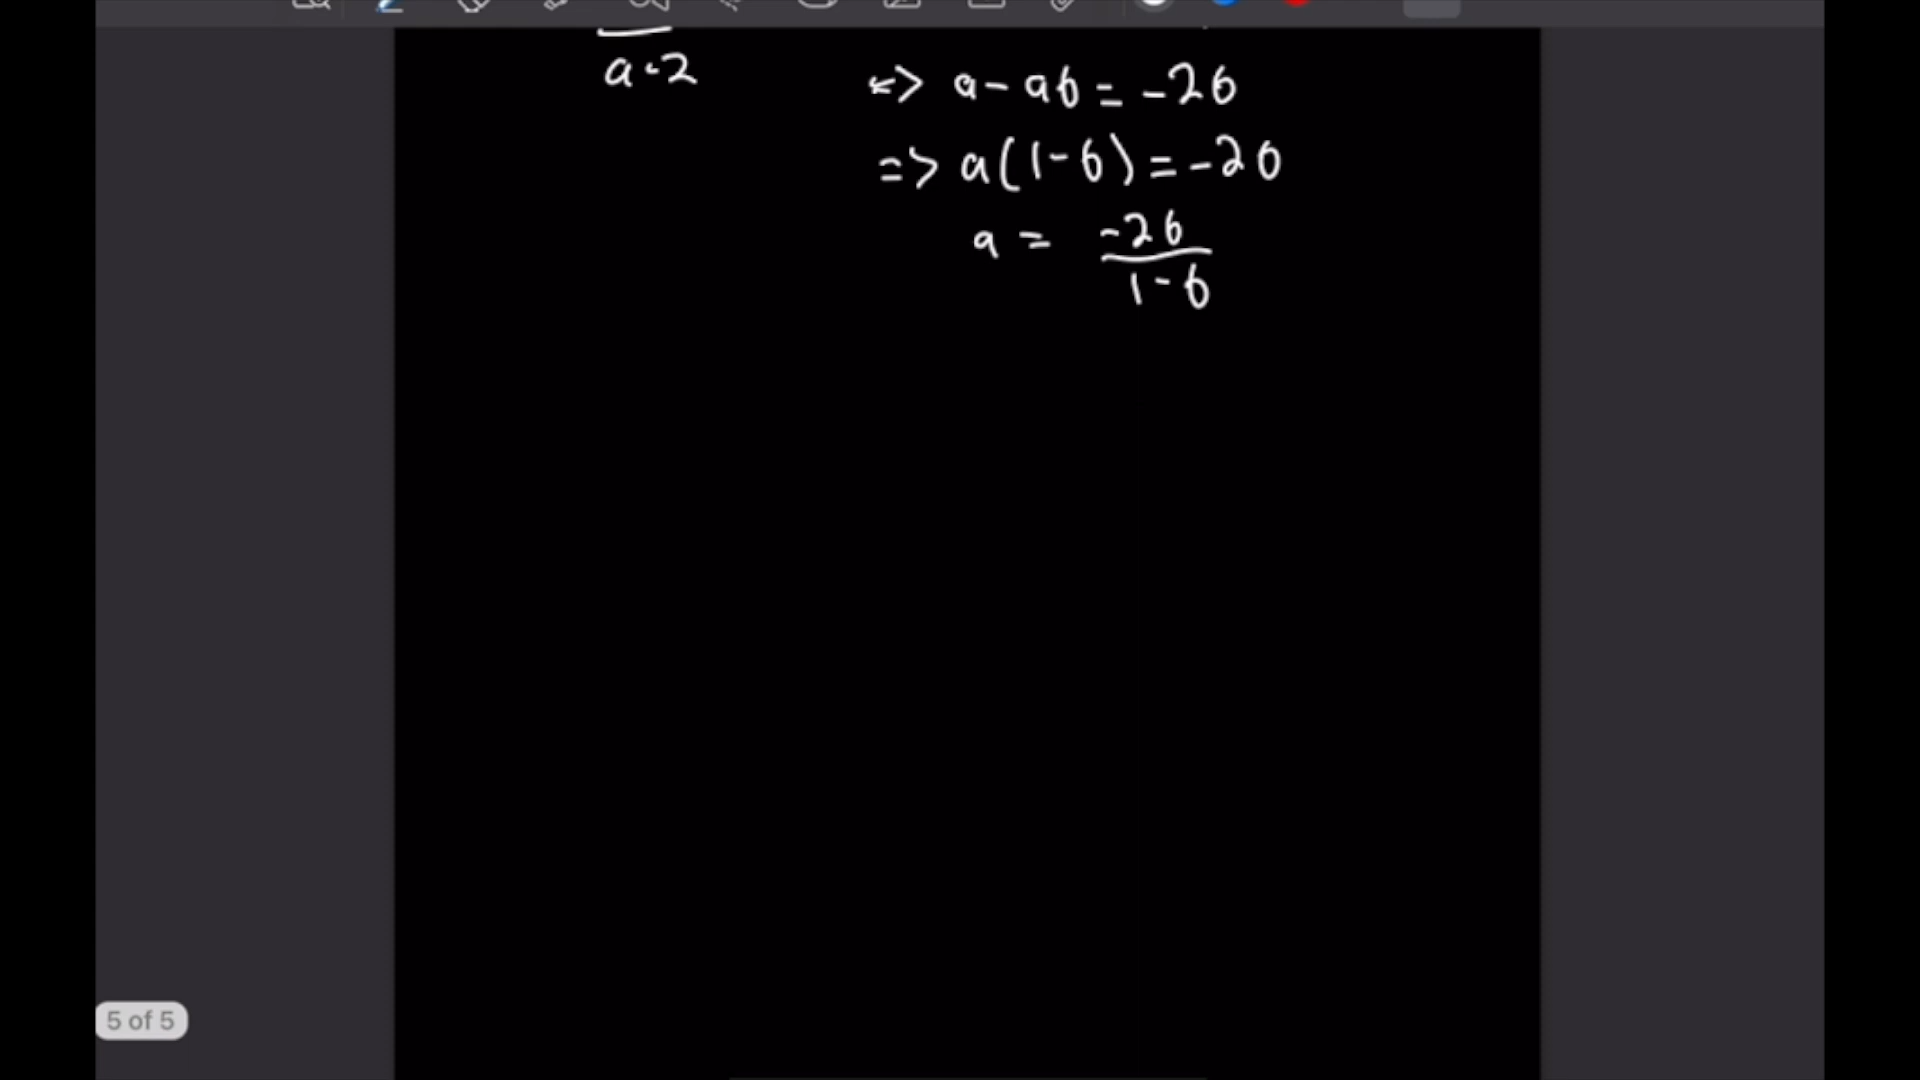 a·2
<-> a - ab = -2b
=> a(1-b) = -2b
a = -2b
1-b
5 of 5